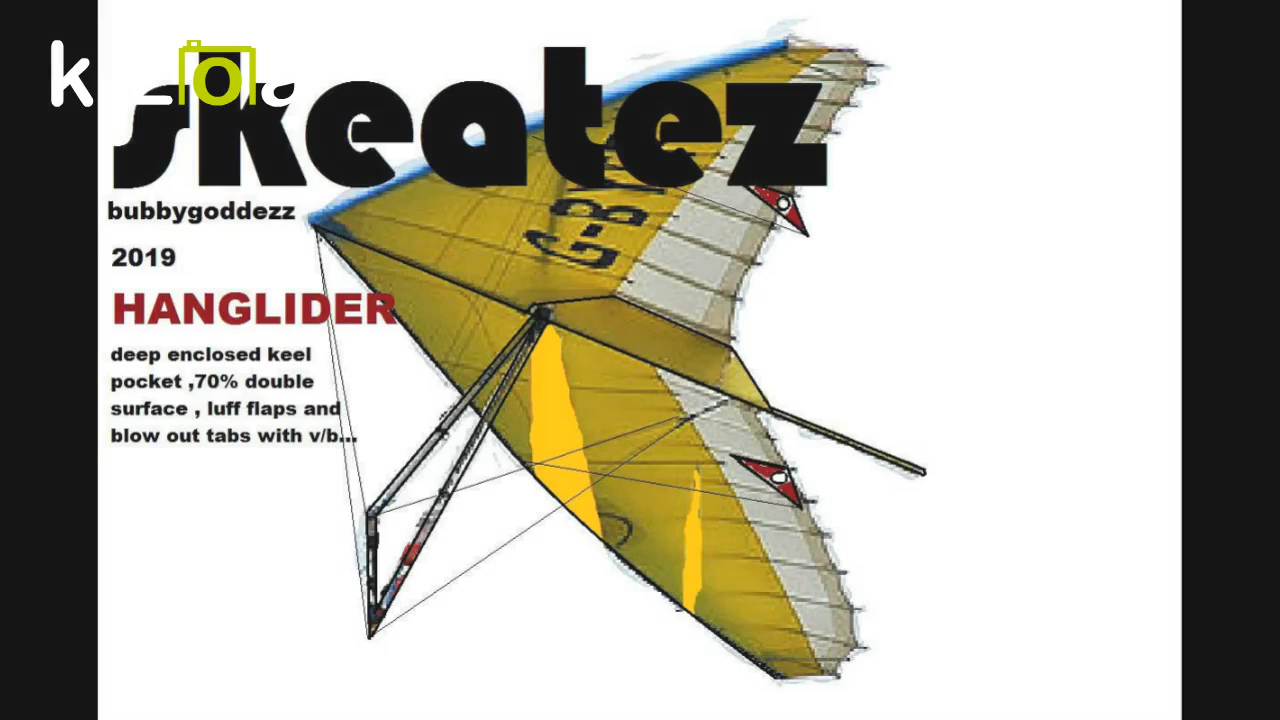 skeatez
bubbygoddezz
2019
HANGLIDER
deep enclosed keel
pocket ,70% double
surface , luff flaps and
blow out tabs with v/b...
G-B